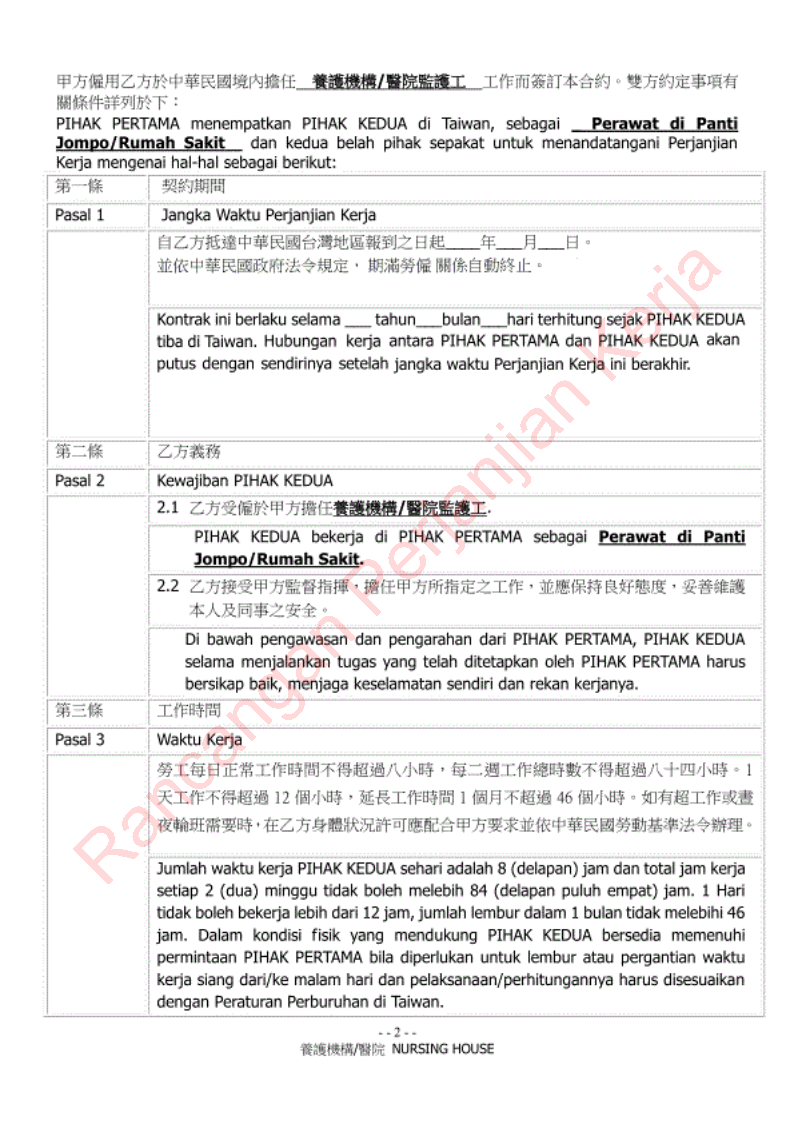 甲方僱用乙方於中華民國境內擔任__養護機構/醫院監護工__工作而簽訂本合約。雙方約定事項有
關條件詳列於下：
PIHAK PERTAMA menempatkan PIHAK KEDUA di Taiwan, sebagai __Perawat di Panti
Jompo/Rumah Sakit__ dan kedua belah pihak sepakat untuk menandatangani Perjanjian
Kerja mengenai hal-hal sebagai berikut:
第一條 契約期間
Pasal 1 Jangka Waktu Perjanjian Kerja
自乙方抵達中華民國台灣地區報到之日起____年___月___日。
並依中華民國政府法令規定， 期滿勞僱 關係自動終止。
Kontrak ini berlaku selama ___ tahun___bulan___hari terhitung sejak PIHAK KEDUA
tiba di Taiwan. Hubungan kerja antara PIHAK PERTAMA dan PIHAK KEDUA akan
putus dengan sendirinya setelah jangka waktu Perjanjian Kerja ini berakhir.
第二條 乙方義務
Pasal 2 Kewajiban PIHAK KEDUA
2.1 乙方受僱於甲方擔任養護機構/醫院監護工.
PIHAK KEDUA bekerja di PIHAK PERTAMA sebagai Perawat di Panti
Jompo/Rumah Sakit.
2.2 乙方接受甲方監督指揮，擔任甲方所指定之工作，並應保持良好態度，妥善維護
本人及同事之安全。
Di bawah pengawasan dan pengarahan dari PIHAK PERTAMA, PIHAK KEDUA
selama menjalankan tugas yang telah ditetapkan oleh PIHAK PERTAMA harus
bersikap baik, menjaga keselamatan sendiri dan rekan kerjanya.
第三條 工作時間
Pasal 3 Waktu Kerja
勞工每日正常工作時間不得超過八小時，每二週工作總時數不得超過八十四小時。1
天工作不得超過 12 個小時，延長工作時間 1 個月不超過 46 個小時。如有超工作或晝
夜輪班需要時，在乙方身體狀況許可應配合甲方要求並依中華民國勞動基準法令辦理。
Jumlah waktu kerja PIHAK KEDUA sehari adalah 8 (delapan) jam dan total jam kerja
setiap 2 (dua) minggu tidak boleh melebih 84 (delapan puluh empat) jam. 1 Hari
tidak boleh bekerja lebih dari 12 jam, jumlah lembur dalam 1 bulan tidak melebihi 46
jam. Dalam kondisi fisik yang mendukung PIHAK KEDUA bersedia memenuhi
permintaan PIHAK PERTAMA bila diperlukan untuk lembur atau pergantian waktu
kerja siang dari/ke malam hari dan pelaksanaan/perhitungannya harus disesuaikan
dengan Peraturan Perburuhan di Taiwan.
Rancangan Perjanjian Kerja
- - 2 - -
養護機構/醫院 NURSING HOUSE